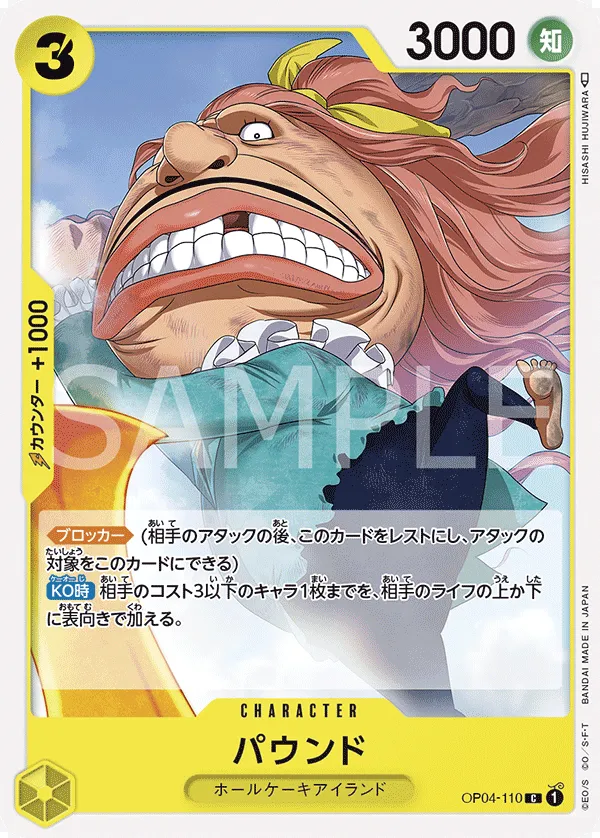 3
3000 知
HISASHI HUJIWARA
カウンター +1000
SAMPLE
ブロッカー (相手のアタックの後、このカードをレストにし、アタックの
対象をこのカードにできる)
KO時 相手のコスト3以下のキャラ1枚までを、相手のライフの上か下
に表向きで加える。
CHARACTER
パウンド
ホールケーキアイランド
OP04-110 C 1
©E.O/S ©O/S・F・T BANDAI MADE IN JAPAN